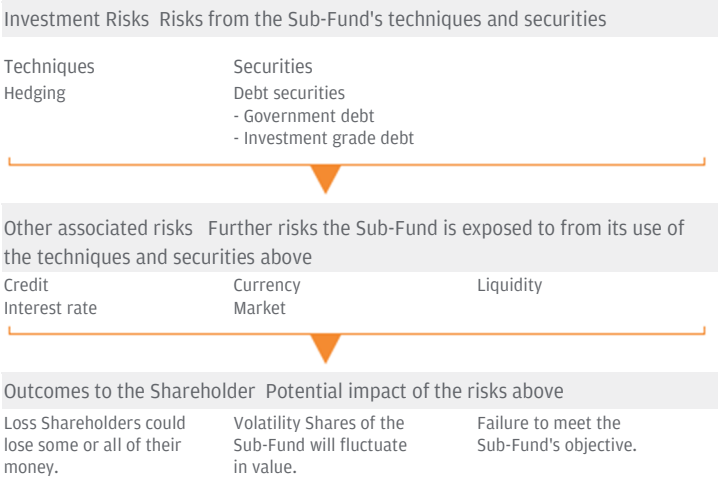 Investment Risks Risks from the Sub-Fund's techniques and securities
Techniques
Hedging
Securities
Debt securities
- Government debt
- Investment grade debt
Other associated risks Further risks the Sub-Fund is exposed to from its use of
the techniques and securities above
Credit
Interest rate
Currency
Market
Liquidity
Outcomes to the Shareholder Potential impact of the risks above
Loss Shareholders could
lose some or all of their
money.
Volatility Shares of the
Sub-Fund will fluctuate
in value.
Failure to meet the
Sub-Fund's objective.